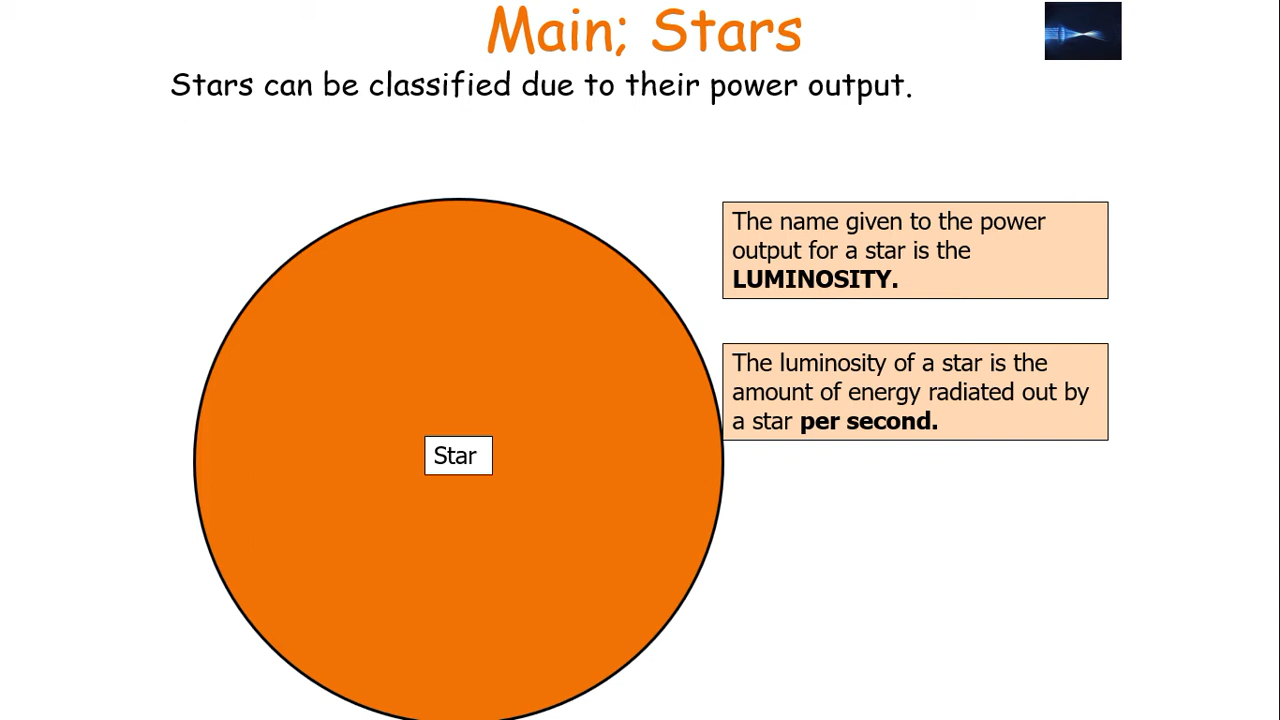 Main; Stars
Stars can be classified due to their power output.
The name given to the power
output for a star is the
LUMINOSITY.
The luminosity of a star is the
amount of energy radiated out by
a star per second.
Star